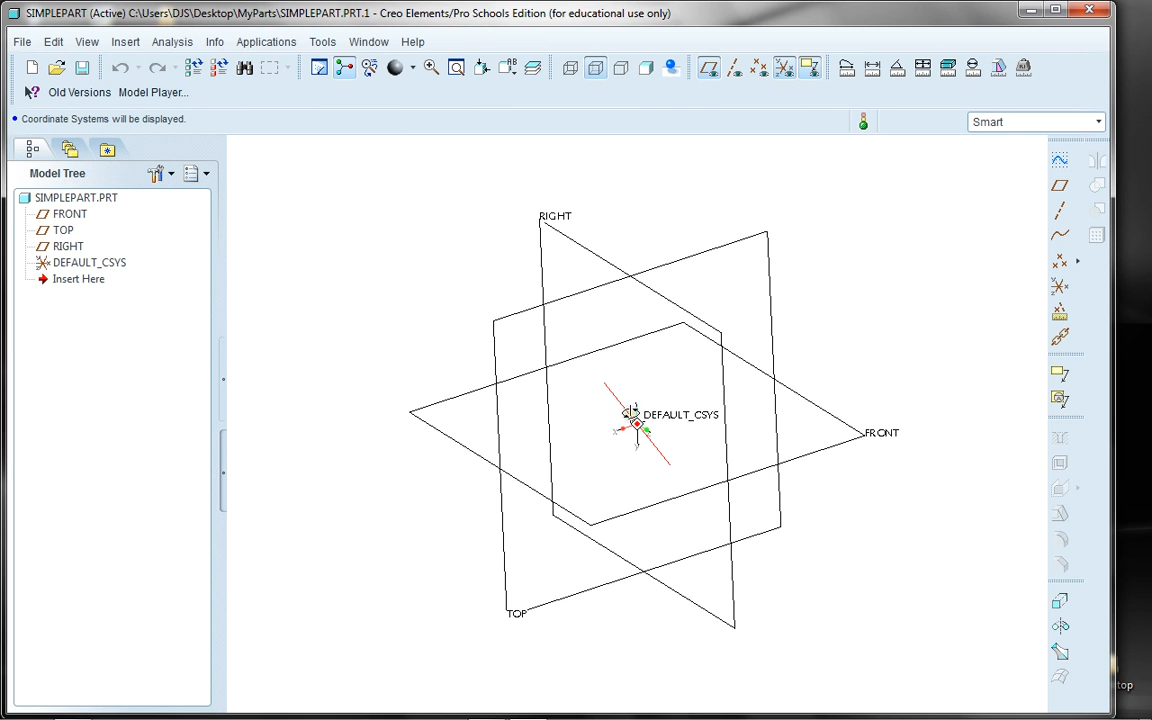 SIMPLEPART (Active) C:\Users\DJS\Desktop\MyParts\SIMPLEPART.PRT.1 - Creo Elements/Pro Schools Edition (for educational use only)
File Edit View Insert Analysis Info Applications Tools Window Help
Old Versions Model Player...
Coordinate Systems will be displayed.
Smart
Model Tree
SIMPLEPART.PRT
FRONT
TOP
RIGHT
DEFAULT_CSYS
Insert Here
RIGHT
DEFAULT_CSYS
FRONT
TOP
top